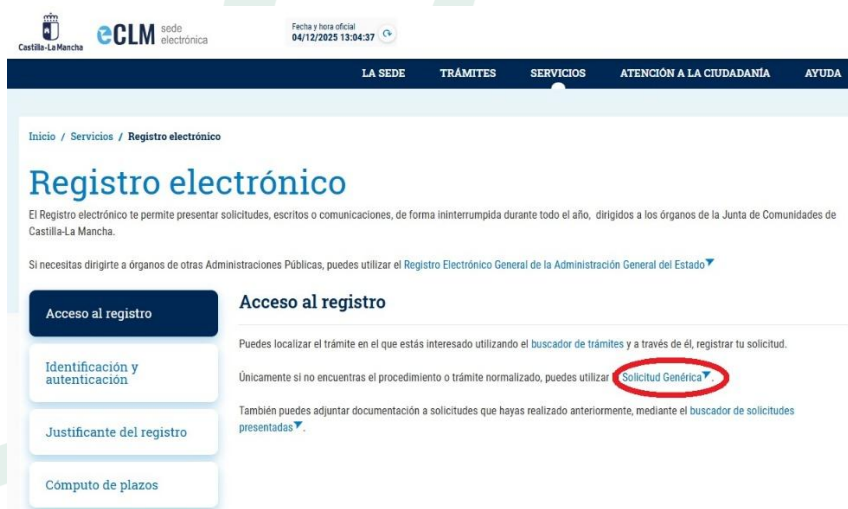 Castilla-La Mancha
eCLM sede electrónica
Fecha y hora oficial
04/12/2025 13:04:37
LA SEDE TRÁMITES SERVICIOS ATENCIÓN A LA CIUDADANÍA AYUDA
Inicio / Servicios / Registro electrónico
Registro electrónico
El Registro electrónico te permite presentar solicitudes, escritos o comunicaciones, de forma ininterrumpida durante todo el año, dirigidos a los órganos de la Junta de Comunidades de
Castilla-La Mancha.
Si necesitas dirigirte a órganos de otras Administraciones Públicas, puedes utilizar el Registro Electrónico General de la Administración General del Estado
Acceso al registro
Identificación y
autenticación
Justificante del registro
Cómputo de plazos
Acceso al registro
Puedes localizar el trámite en el que estás interesado utilizando el buscador de trámites y a través de él, registrar tu solicitud.
Únicamente si no encuentras el procedimiento o trámite normalizado, puedes utilizar Solicitud Genérica.
También puedes adjuntar documentación a solicitudes que hayas realizado anteriormente, mediante el buscador de solicitudes
presentadas.